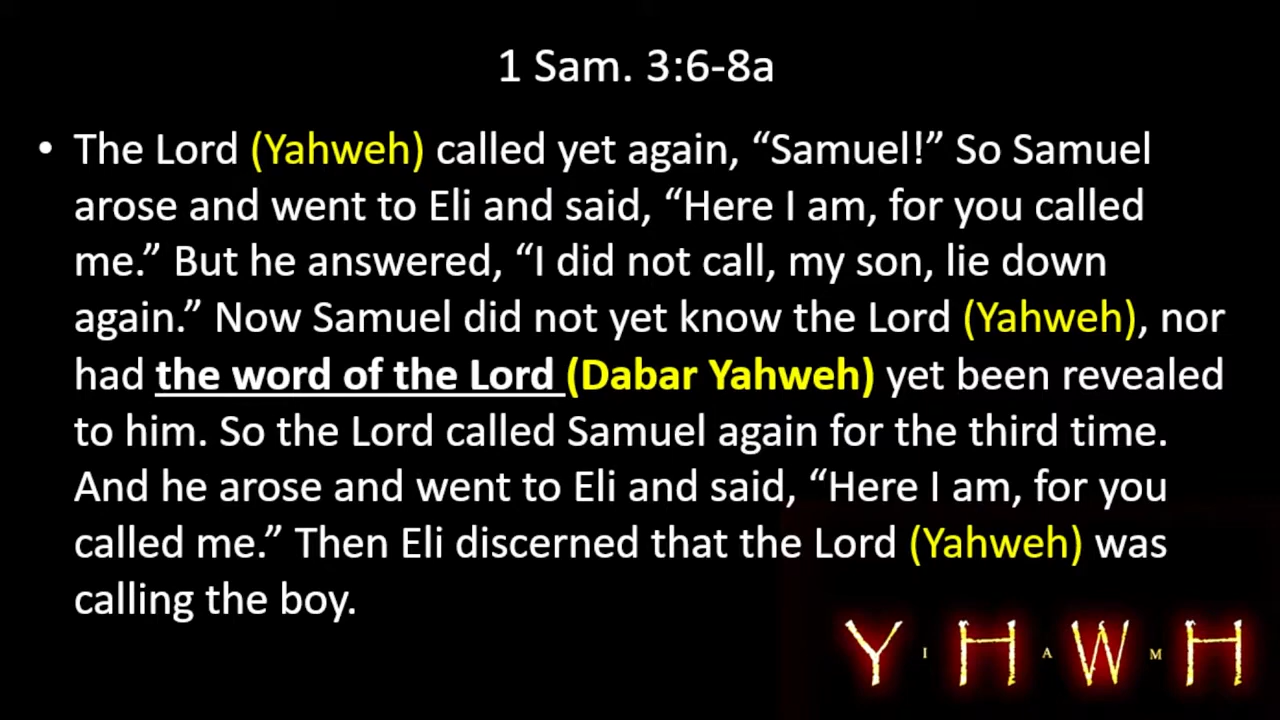 1 Sam. 3:6-8a
• The Lord (Yahweh) called yet again, “Samuel!” So Samuel
arose and went to Eli and said, “Here I am, for you called
me.” But he answered, “I did not call, my son, lie down
again.” Now Samuel did not yet know the Lord (Yahweh), nor
had the word of the Lord (Dabar Yahweh) yet been revealed
to him. So the Lord called Samuel again for the third time.
And he arose and went to Eli and said, “Here I am, for you
called me.” Then Eli discerned that the Lord (Yahweh) was
calling the boy.
Y I H A W M H